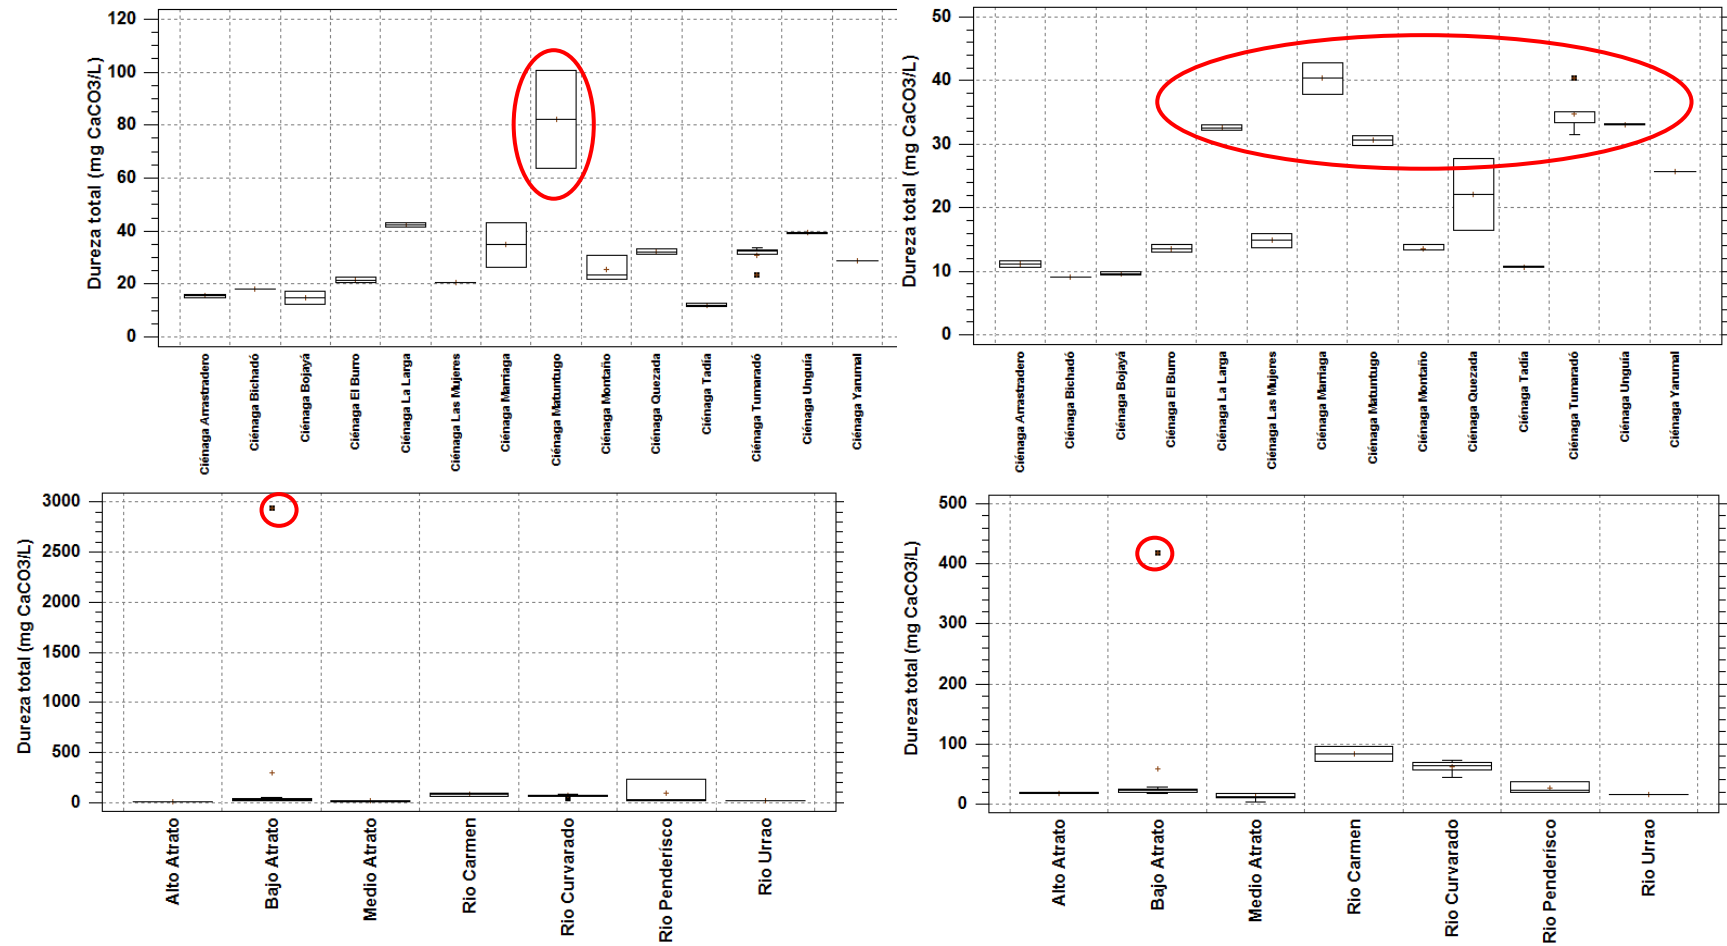 120
100
80
60
40
20
0
Dureza total (mg CaCO3/L)
Ciénaga Arrastradero
Ciénaga Bichadó
Ciénaga Bojayá
Ciénaga El Burro
Ciénaga La Larga
Ciénaga Las Mujeres
Ciénaga Marriaga
Ciénaga Matuntugo
Ciénaga Montaño
Ciénaga Quezada
Ciénaga Tadía
Ciénaga Tumaradó
Ciénaga Unguía
Ciénaga Yarumal
50
40
30
20
10
0
Dureza total (mg CaCO3/L)
Ciénaga Arrastradero
Ciénaga Bichadó
Ciénaga Bojayá
Ciénaga El Burro
Ciénaga La Larga
Ciénaga Las Mujeres
Ciénaga Marriaga
Ciénaga Matuntugo
Ciénaga Montaño
Ciénaga Quezada
Ciénaga Tadía
Ciénaga Tumaradó
Ciénaga Unguía
Ciénaga Yarumal
3000
2500
2000
1500
1000
500
0
Dureza total (mg CaCO3/L)
Alto Atrato
Bajo Atrato
Medio Atrato
Rio Carmen
Rio Curvarado
Rio Penderísco
Rio Urrao
500
400
300
200
100
0
Dureza total (mg CaCO3/L)
Alto Atrato
Bajo Atrato
Medio Atrato
Rio Carmen
Rio Curvarado
Rio Penderísco
Rio Urrao